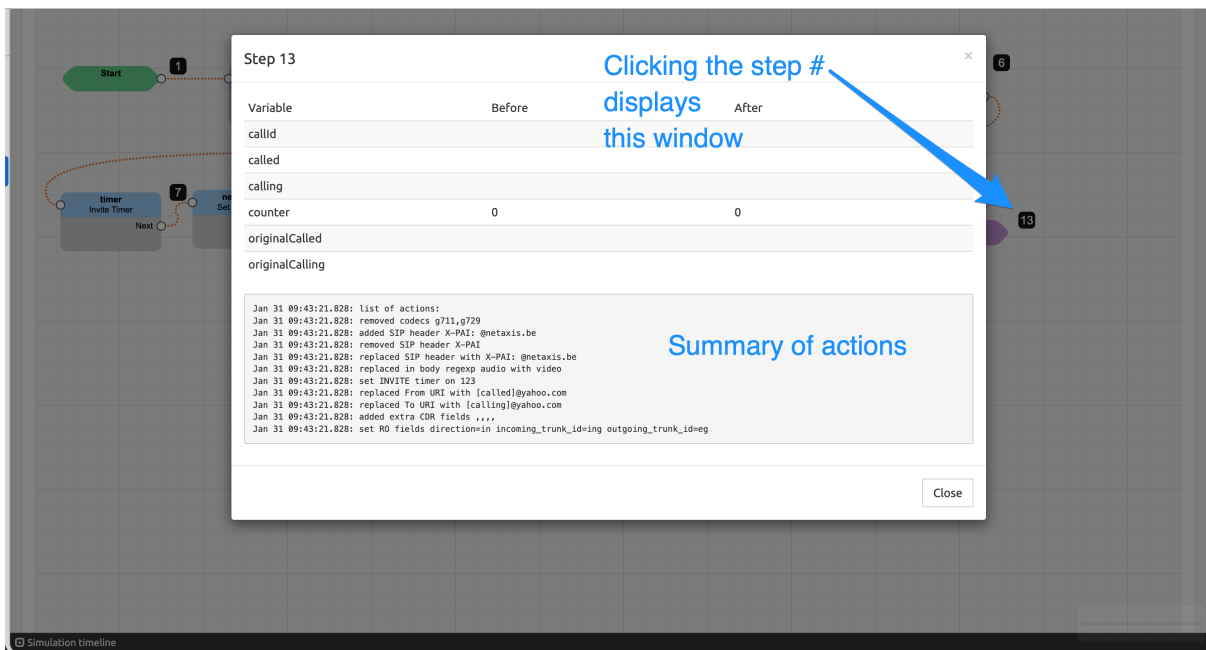 Step 13
×
Clicking the step #
displays
this window
Variable Before After
callId
called
calling
counter 0 0
originalCalled
originalCalling
Jan 31 09:43:21.828: list of actions:
Jan 31 09:43:21.828: removed codecs g711,g729
Jan 31 09:43:21.828: added SIP header X-PAI: @netaxis.be
Jan 31 09:43:21.828: removed SIP header X-PAI
Jan 31 09:43:21.828: replaced SIP header with X-PAI: @netaxis.be
Jan 31 09:43:21.828: replaced in body regexp audio with video
Jan 31 09:43:21.828: set INVITE timer on 123
Jan 31 09:43:21.828: replaced From URI with [called]@yahoo.com
Jan 31 09:43:21.828: replaced To URI with [calling]@yahoo.com
Jan 31 09:43:21.828: added extra CDR fields ,,,,
Jan 31 09:43:21.828: set RO fields direction=in incoming_trunk_id=ing outgoing_trunk_id=eg
Summary of actions
Close
Start
1
6
timer
Invite Timer
Next
7
ne
Set
13
Simulation timeline